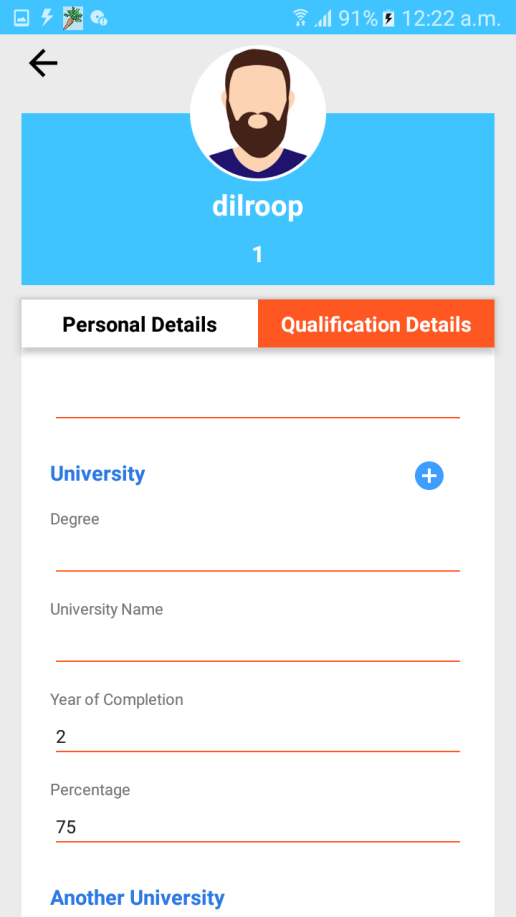 91% 12:22 a.m.
dilroop
1
Personal Details Qualification Details
University
Degree
University Name
Year of Completion
2
Percentage
75
Another University